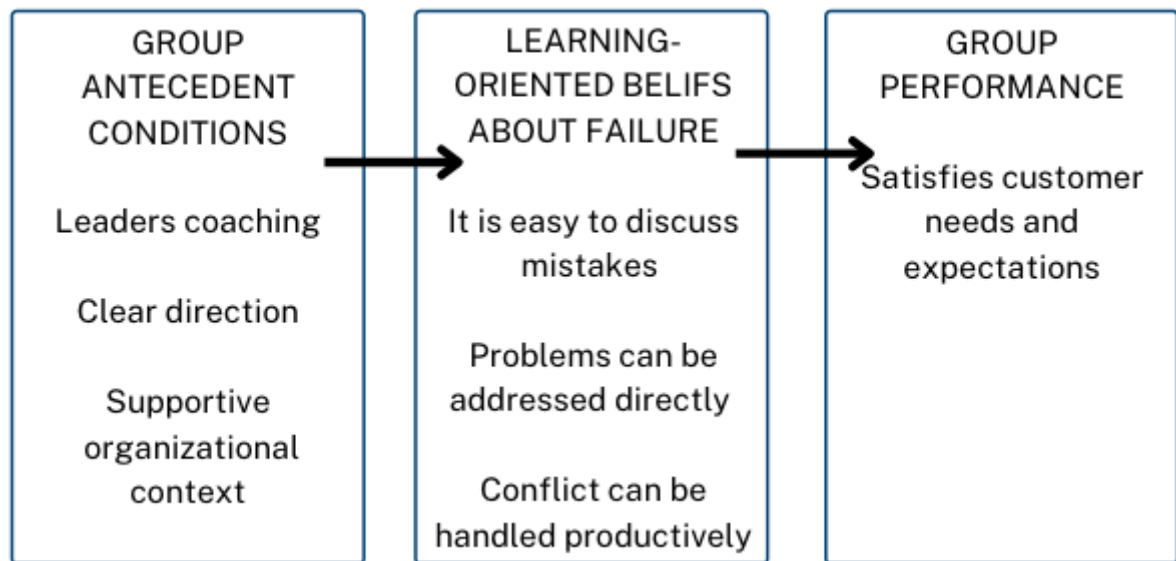 GROUP
ANTECEDENT
CONDITIONS
Leaders coaching
Clear direction
Supportive
organizational
context
LEARNING-
ORIENTED BELIFS
ABOUT FAILURE
It is easy to discuss
mistakes
Problems can be
addressed directly
Conflict can be
handled productively
GROUP
PERFORMANCE
Satisfies customer
needs and
expectations